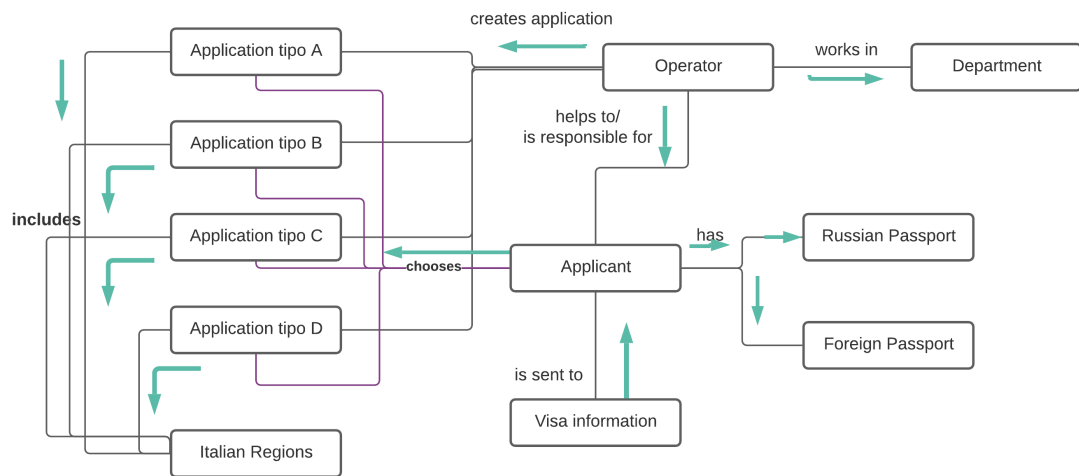 creates application
Application tipo A
Operator
works in
Department
helps to/
is responsible for
Application tipo B
includes
Application tipo C
chooses
Applicant
has
Russian Passport
Application tipo D
Foreign Passport
is sent to
Visa information
Italian Regions